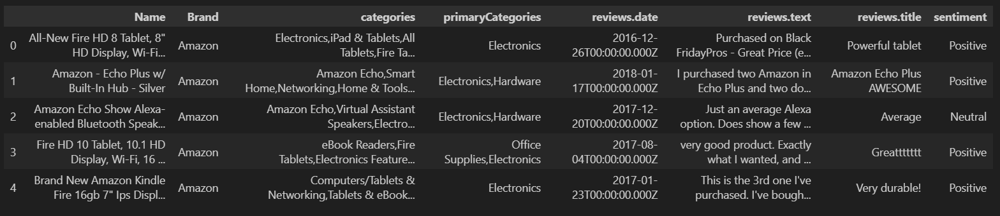 Name Brand categories primaryCategories reviews.date reviews.text reviews.title sentiment
0 All-New Fire HD 8 Tablet, 8" HD Display, Wi-Fi... Amazon Electronics,iPad & Tablets,All Tablets,Fire Ta... Electronics 2016-12-26T00:00:00.000Z Purchased on Black FridayPros - Great Price (e... Powerful tablet Positive
1 Amazon - Echo Plus w/ Built-In Hub - Silver Amazon Amazon Echo,Smart Home,Networking,Home & Tools... Electronics,Hardware 2018-01-17T00:00:00.000Z I purchased two Amazon in Echo Plus and two do... Amazon Echo Plus AWESOME Positive
2 Amazon Echo Show Alexa-enabled Bluetooth Speak... Amazon Amazon Echo,Virtual Assistant Speakers,Electro... Electronics,Hardware 2017-12-20T00:00:00.000Z Just an average Alexa option. Does show a few ... Average Neutral
3 Fire HD 10 Tablet, 10.1 HD Display, Wi-Fi, 16 ... Amazon eBook Readers,Fire Tablets,Electronics Feature... Office Supplies,Electronics 2017-08-04T00:00:00.000Z very good product. Exactly what I wanted, and ... Greattttttt Positive
4 Brand New Amazon Kindle Fire 16gb 7" Ips Displ... Amazon Computers/Tablets & Networking,Tablets & eBook... Electronics 2017-01-23T00:00:00.000Z This is the 3rd one I've purchased. I've bough... Very durable! Positive